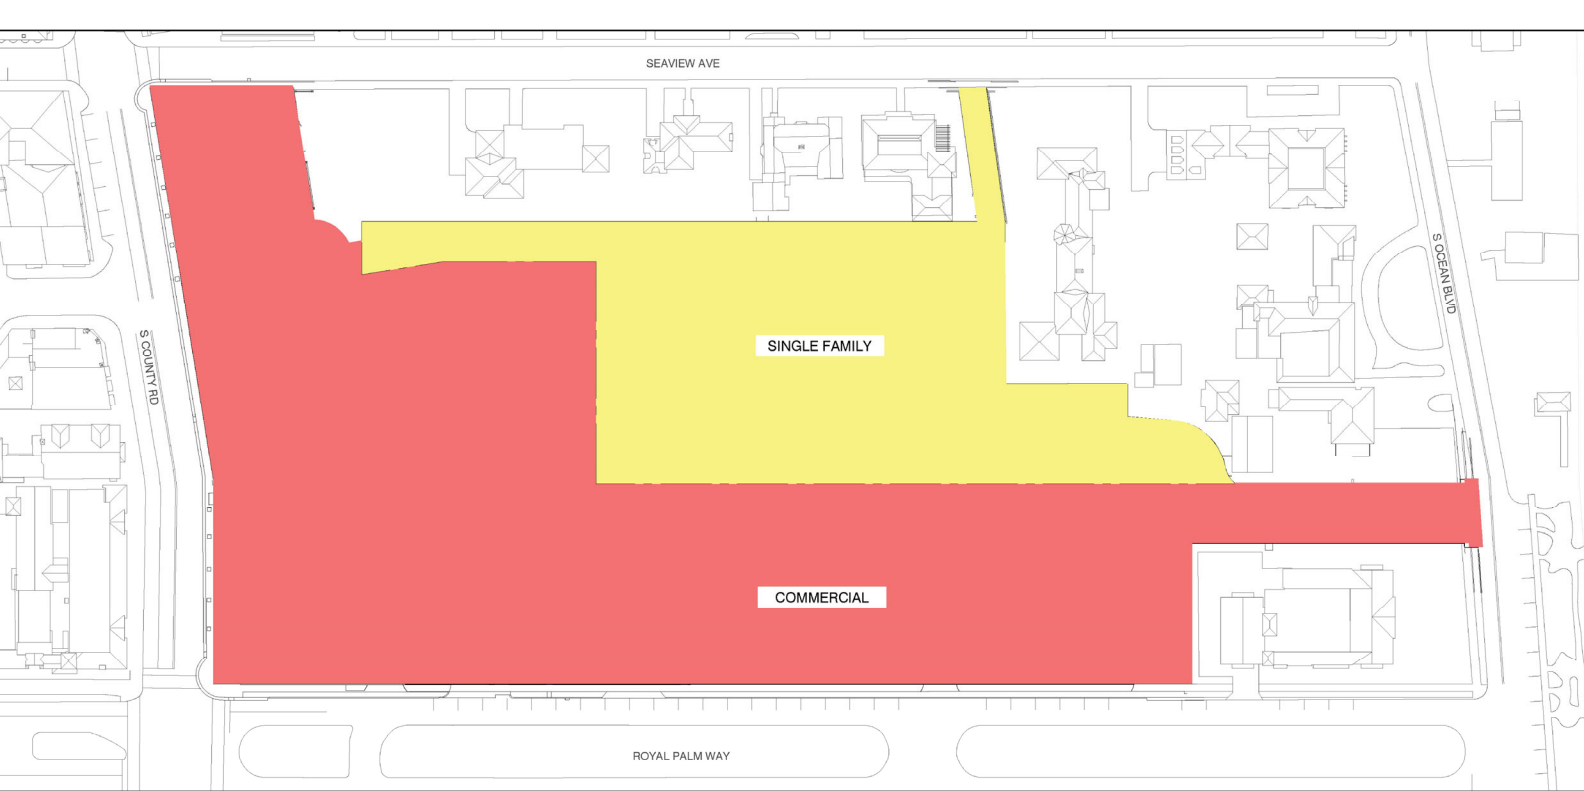 SEAVIEW AVE
S OCEAN BLVD
S COUNTY RD
SINGLE FAMILY
COMMERCIAL
ROYAL PALM WAY